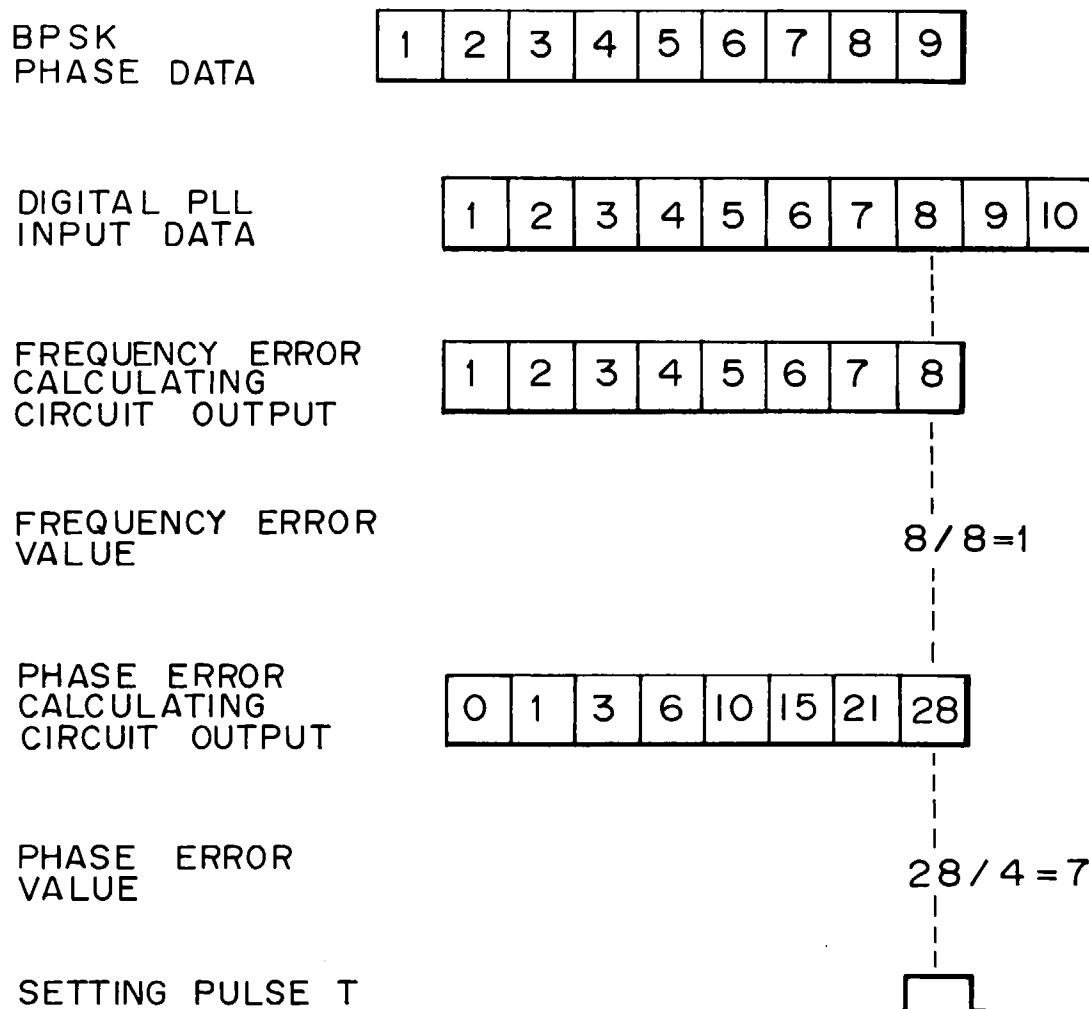 BPSK
PHASE DATA
1 2 3 4 5 6 7 8 9
DIGITAL PLL
INPUT DATA
1 2 3 4 5 6 7 8 9 10
FREQUENCY ERROR
CALCULATING
CIRCUIT OUTPUT
1 2 3 4 5 6 7 8
FREQUENCY ERROR
VALUE
8/8=1
PHASE ERROR
CALCULATING
CIRCUIT OUTPUT
0 1 3 6 10 15 21 28
PHASE ERROR
VALUE
28/4=7
SETTING PULSE T